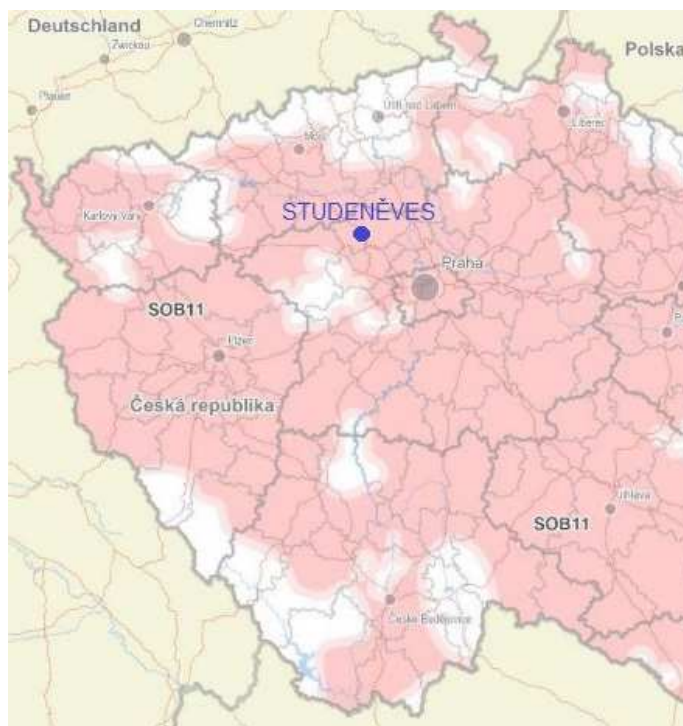 Deutschland
Chemnitz
Zwickau
Polska
Plauen
Ústí nad Labem
Liberec
Most
Karlovy Vary
STUDENĚVES
Praha
SOB11
Plzeň
Česká republika
Jihlava
SOB11
České Budějovice